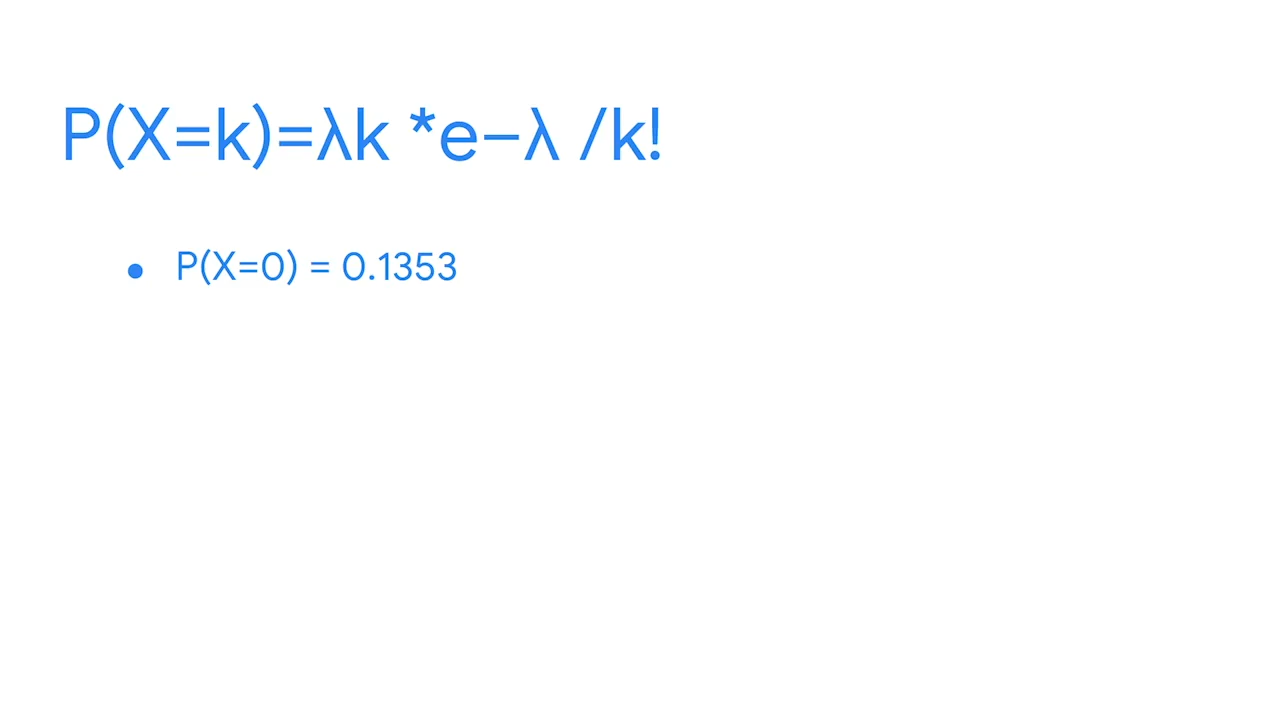 P(X=k)=λk *e−λ /k!
• P(X=0) = 0.1353